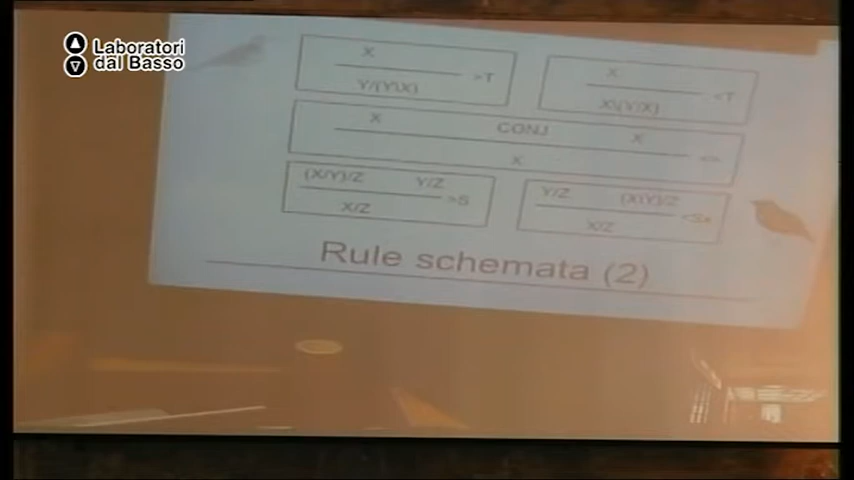 Laboratori
dal Basso
X
>T
Y/(Y\X)
X
<T
X\(Y/X)
X CONJ X
X
(X/Y)/Z Y/Z
>S
X/Z
Y/Z (X\Y)/Z
X/Z
Rule schemata (2)